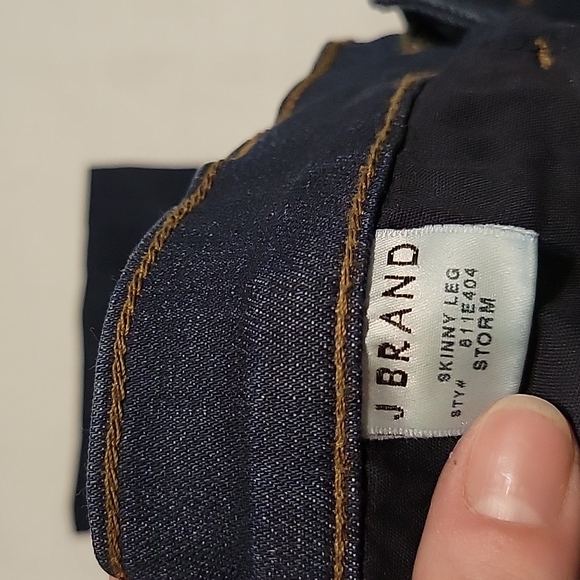 J BRAND
SKINNY LEG
STY# 811E404
STORM